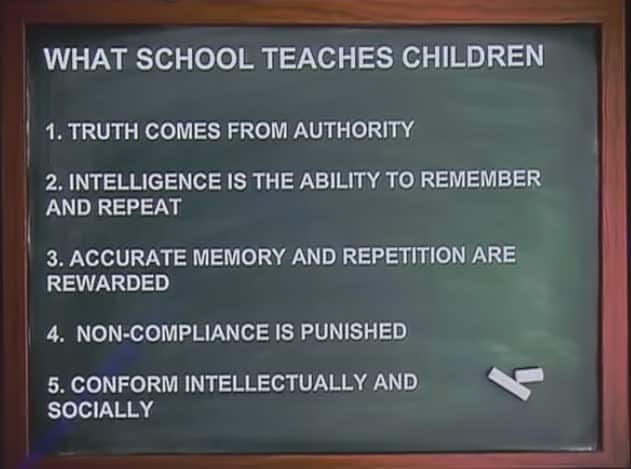 WHAT SCHOOL TEACHES CHILDREN
1. TRUTH COMES FROM AUTHORITY
2. INTELLIGENCE IS THE ABILITY TO REMEMBER
AND REPEAT
3. ACCURATE MEMORY AND REPETITION ARE
REWARDED
4. NON-COMPLIANCE IS PUNISHED
5. CONFORM INTELLECTUALLY AND
SOCIALLY